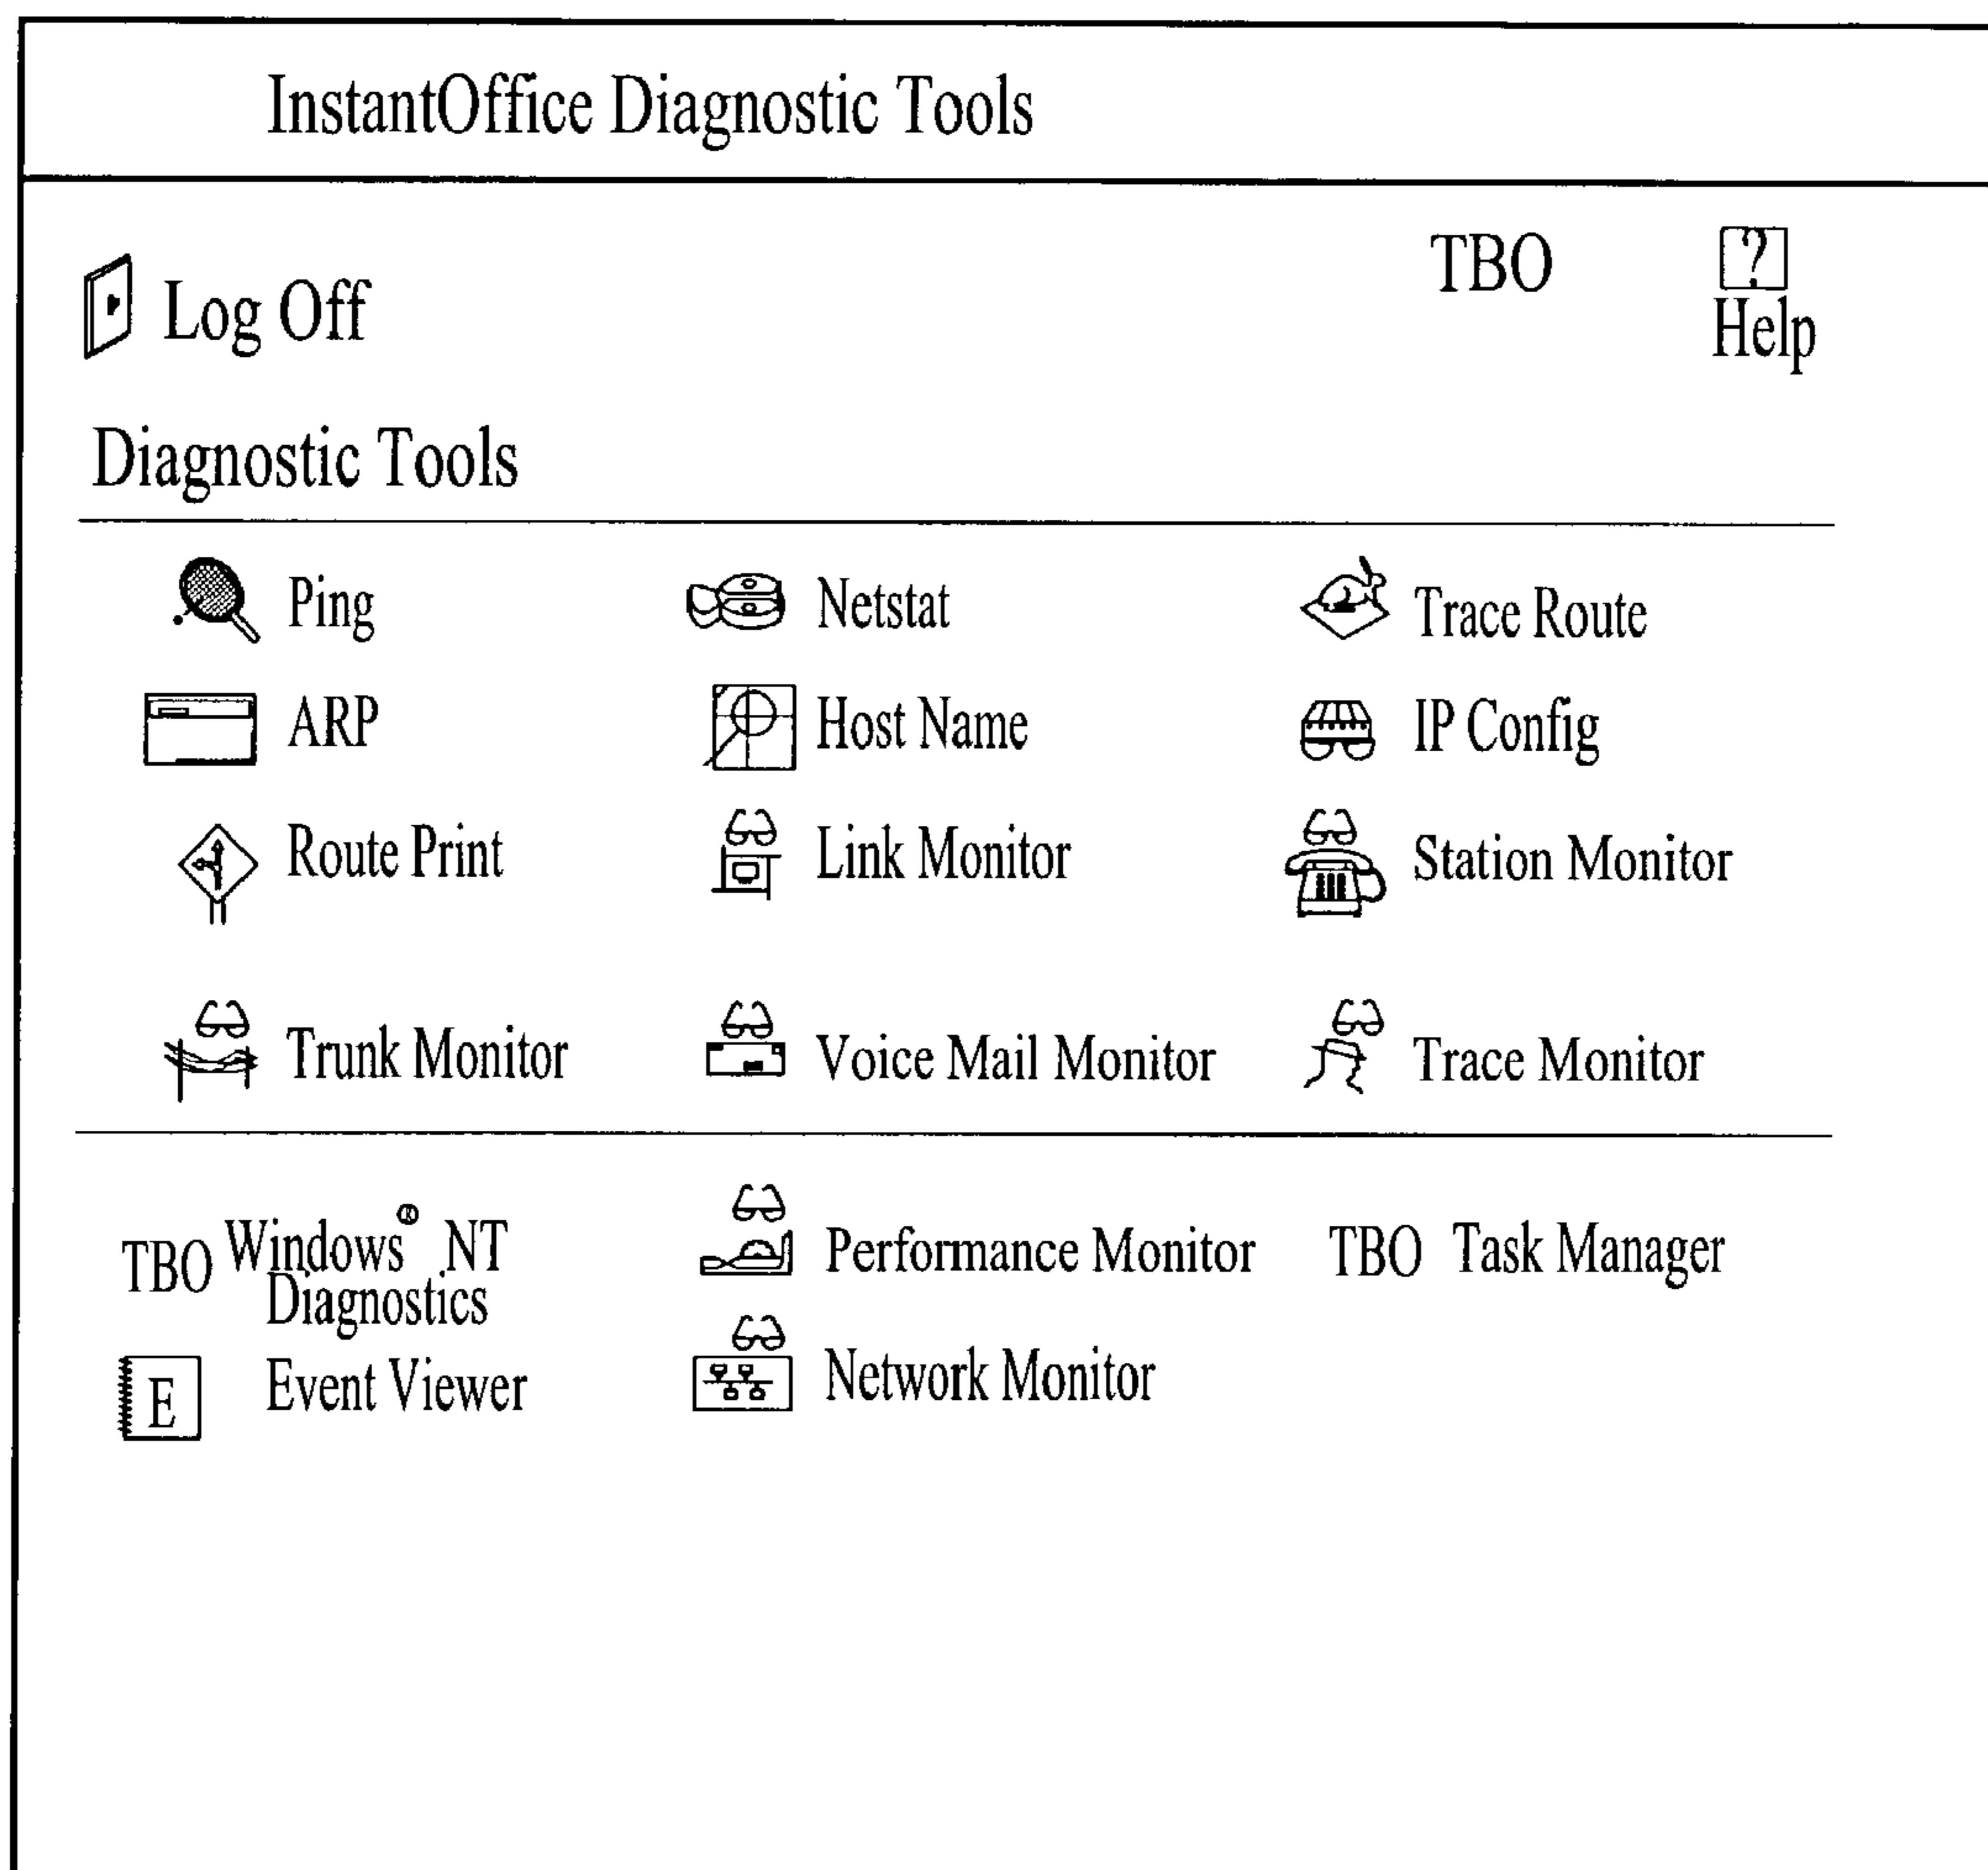 InstantOffice Diagnostic Tools
Log Off
TBO
?
Help
Diagnostic Tools
Ping
Netstat
Trace Route
ARP
Host Name
IP Config
Route Print
Link Monitor
Station Monitor
Trunk Monitor
Voice Mail Monitor
Trace Monitor
TBO
Windows® NT
Diagnostics
Performance Monitor
TBO
Task Manager
E
Event Viewer
Network Monitor